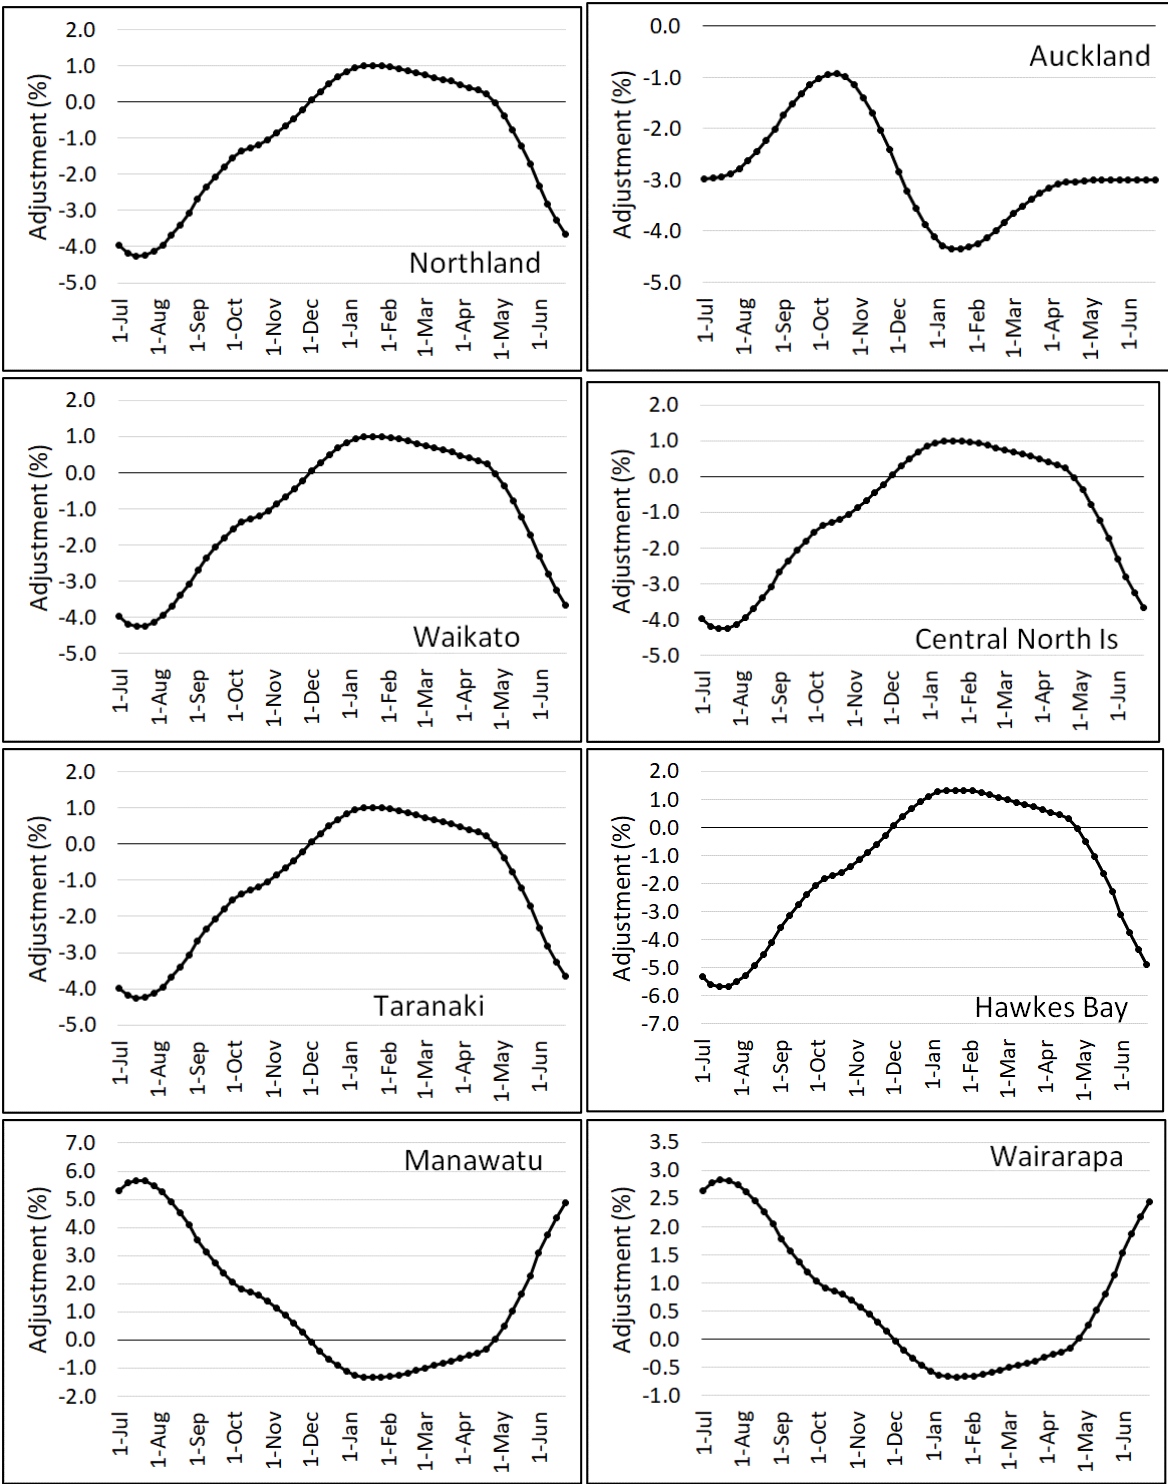 2.0
1.0
0.0
-1.0
-2.0
-3.0
-4.0
-5.0
Adjustment (%)
Northland
1-Jul
1-Aug
1-Sep
1-Oct
1-Nov
1-Dec
1-Jan
1-Feb
1-Mar
1-Apr
1-May
1-Jun
0.0
-1.0
-2.0
-3.0
-4.0
-5.0
Adjustment (%)
Auckland
1-Jul
1-Aug
1-Sep
1-Oct
1-Nov
1-Dec
1-Jan
1-Feb
1-Mar
1-Apr
1-May
1-Jun
2.0
1.0
0.0
-1.0
-2.0
-3.0
-4.0
-5.0
Adjustment (%)
Waikato
1-Jul
1-Aug
1-Sep
1-Oct
1-Nov
1-Dec
1-Jan
1-Feb
1-Mar
1-Apr
1-May
1-Jun
2.0
1.0
0.0
-1.0
-2.0
-3.0
-4.0
-5.0
Adjustment (%)
Central North Is
1-Jul
1-Aug
1-Sep
1-Oct
1-Nov
1-Dec
1-Jan
1-Feb
1-Mar
1-Apr
1-May
1-Jun
2.0
1.0
0.0
-1.0
-2.0
-3.0
-4.0
-5.0
Adjustment (%)
Taranaki
1-Jul
1-Aug
1-Sep
1-Oct
1-Nov
1-Dec
1-Jan
1-Feb
1-Mar
1-Apr
1-May
1-Jun
2.0
1.0
0.0
-1.0
-2.0
-3.0
-4.0
-5.0
-6.0
-7.0
Adjustment (%)
Hawkes Bay
1-Jul
1-Aug
1-Sep
1-Oct
1-Nov
1-Dec
1-Jan
1-Feb
1-Mar
1-Apr
1-May
1-Jun
7.0
6.0
5.0
4.0
3.0
2.0
1.0
0.0
-1.0
-2.0
Adjustment (%)
Manawatu
1-Jul
1-Aug
1-Sep
1-Oct
1-Nov
1-Dec
1-Jan
1-Feb
1-Mar
1-Apr
1-May
1-Jun
3.5
3.0
2.5
2.0
1.5
1.0
0.5
0.0
-0.5
-1.0
Adjustment (%)
Wairarapa
1-Jul
1-Aug
1-Sep
1-Oct
1-Nov
1-Dec
1-Jan
1-Feb
1-Mar
1-Apr
1-May
1-Jun